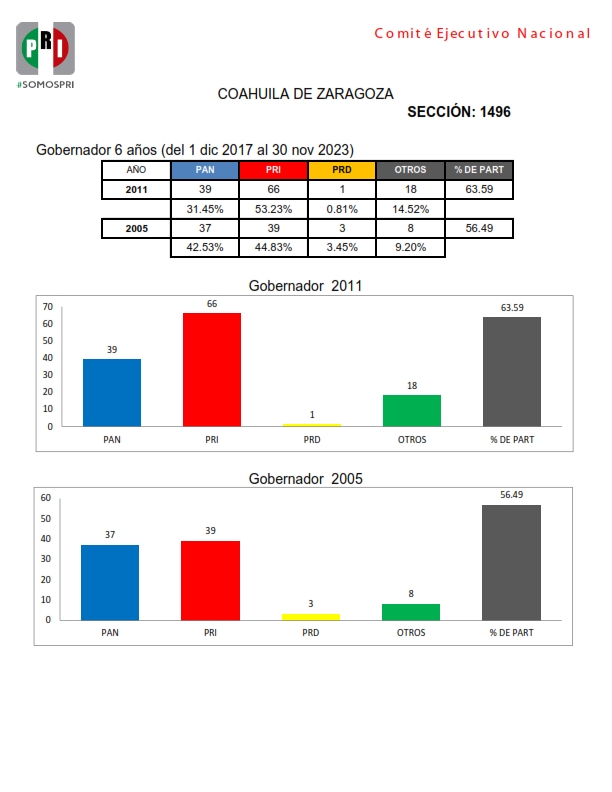 PRI
#SOMOSPRI
Comité Ejecutivo Nacional
COAHUILA DE ZARAGOZA
SECCIÓN: 1496
Gobernador 6 años (del 1 dic 2017 al 30 nov 2023)
AÑO PAN PRI PRD OTROS % DE PART
2011 39 66 1 18 63.59
31.45% 53.23% 0.81% 14.52%
2005 37 39 3 8 56.49
42.53% 44.83% 3.45% 9.20%
Gobernador 2011
70
60
50
40
30
20
10
0
39
66
1
18
63.59
PAN PRI PRD OTROS % DE PART
Gobernador 2005
60
50
40
30
20
10
0
37
39
3
8
56.49
PAN PRI PRD OTROS % DE PART